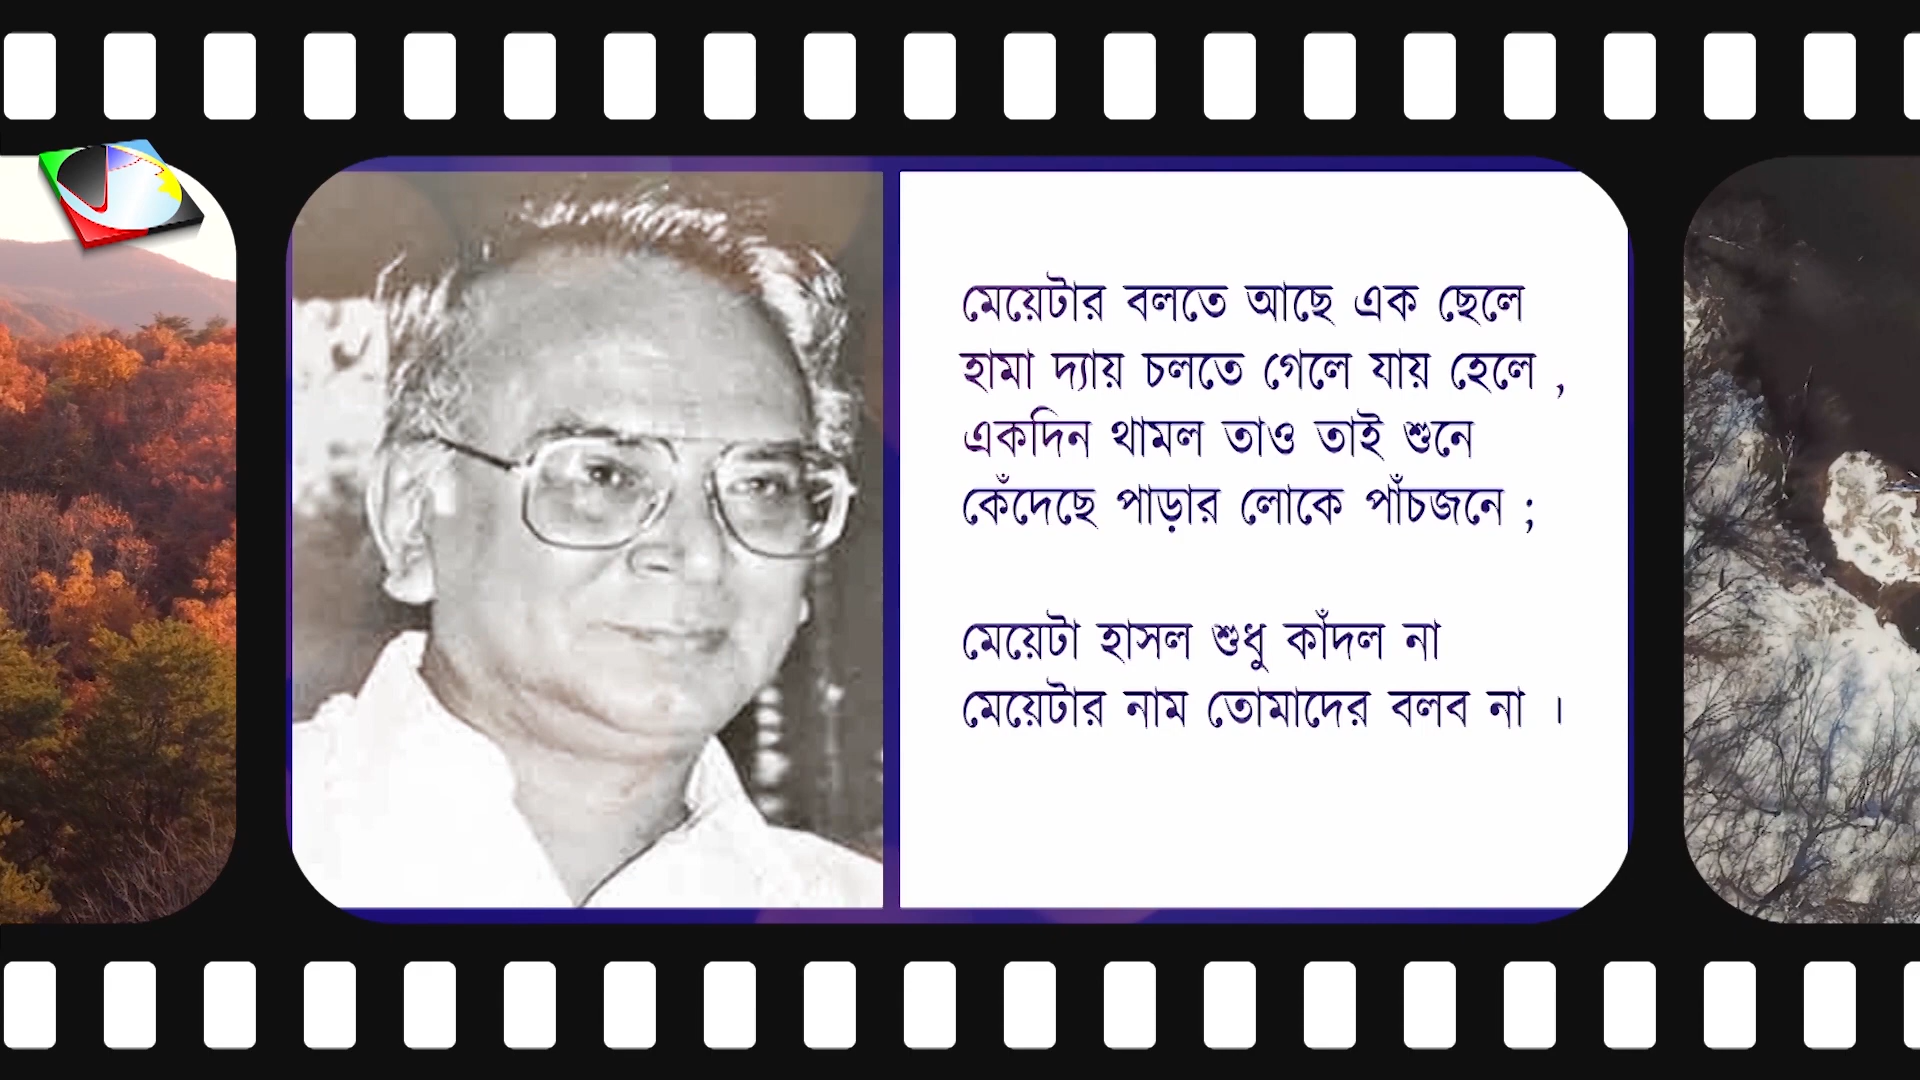 মেয়েটার বলতে আছে এক ছেলে
হামা দ্যায় চলতে গেলে যায় হেলে ,
একদিন থামল তাও তাই শুনে
কেঁদেছে পাড়ার লোকে পাঁচজনে ;
মেয়েটা হাসল শুধু কাঁদল না
মেয়েটার নাম তোমাদের বলব না ।